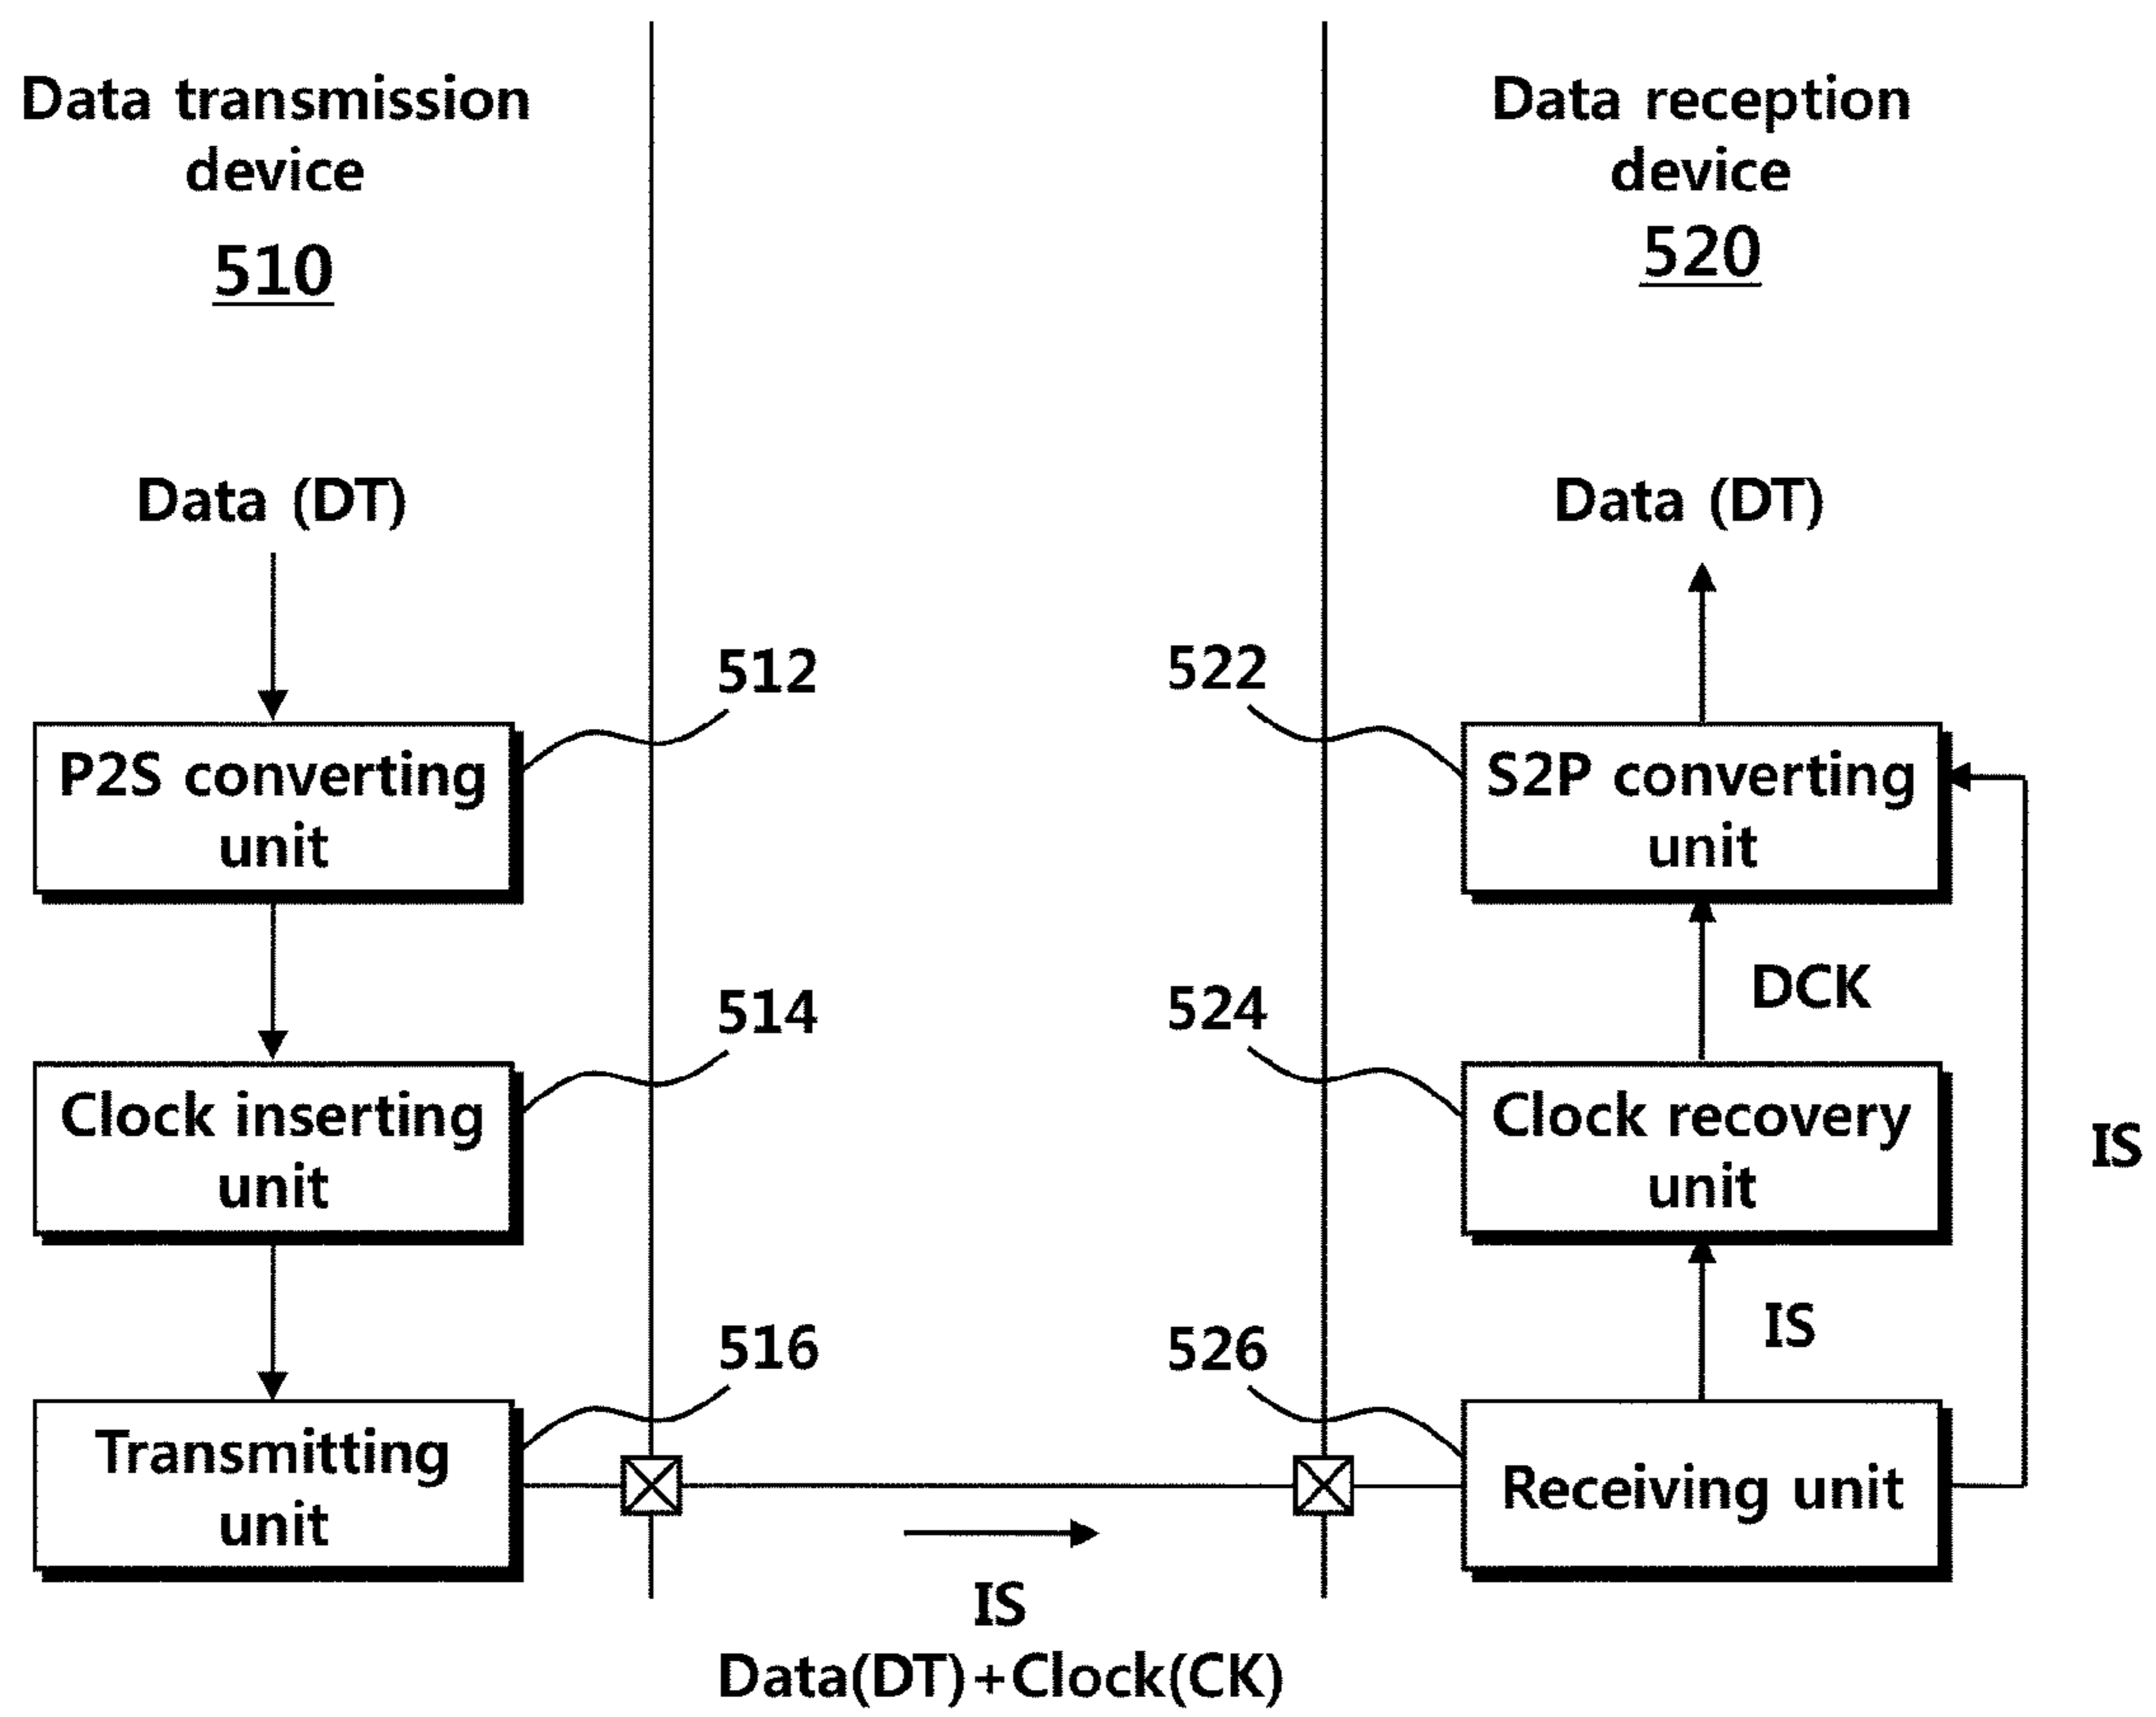 Data transmission
device
510
Data reception
device
520
Data (DT)
Data (DT)
512
522
P2S converting
unit
S2P converting
unit
DCK
514
524
Clock inserting
unit
Clock recovery
unit
IS
IS
516
526
Transmitting
unit
Receiving unit
IS
Data(DT)+Clock(CK)